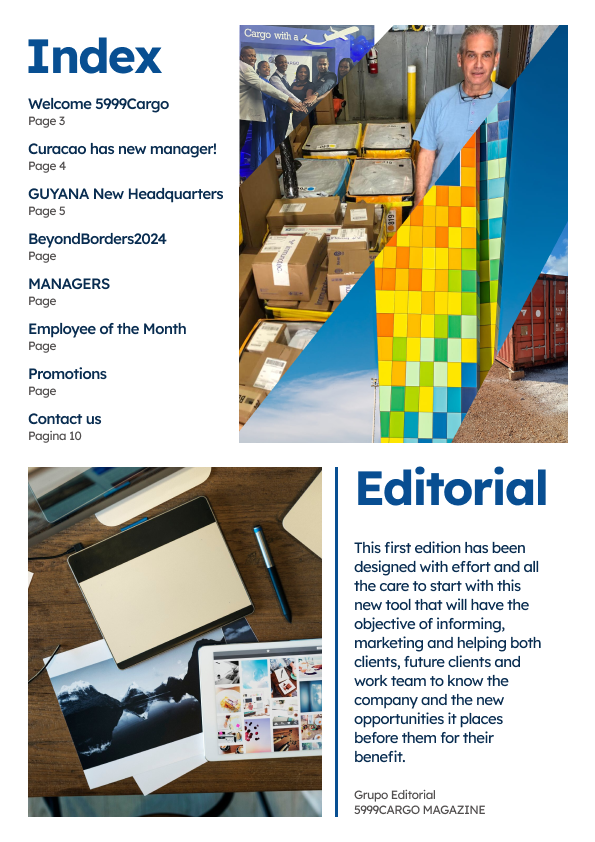 Index
Welcome 5999Cargo
Page 3
Curacao has new manager!
Page 4
GUYANA New Headquarters
Page 5
BeyondBorders2024
Page
MANAGERS
Page
Employee of the Month
Page
Promotions
Page
Contact us
Pagina 10
Cargo with a
Editorial
This first edition has been
designed with effort and all
the care to start with this
new tool that will have the
objective of informing,
marketing and helping both
clients, future clients and
work team to know the
company and the new
opportunities it places
before them for their
benefit.
Grupo Editorial
5999CARGO MAGAZINE